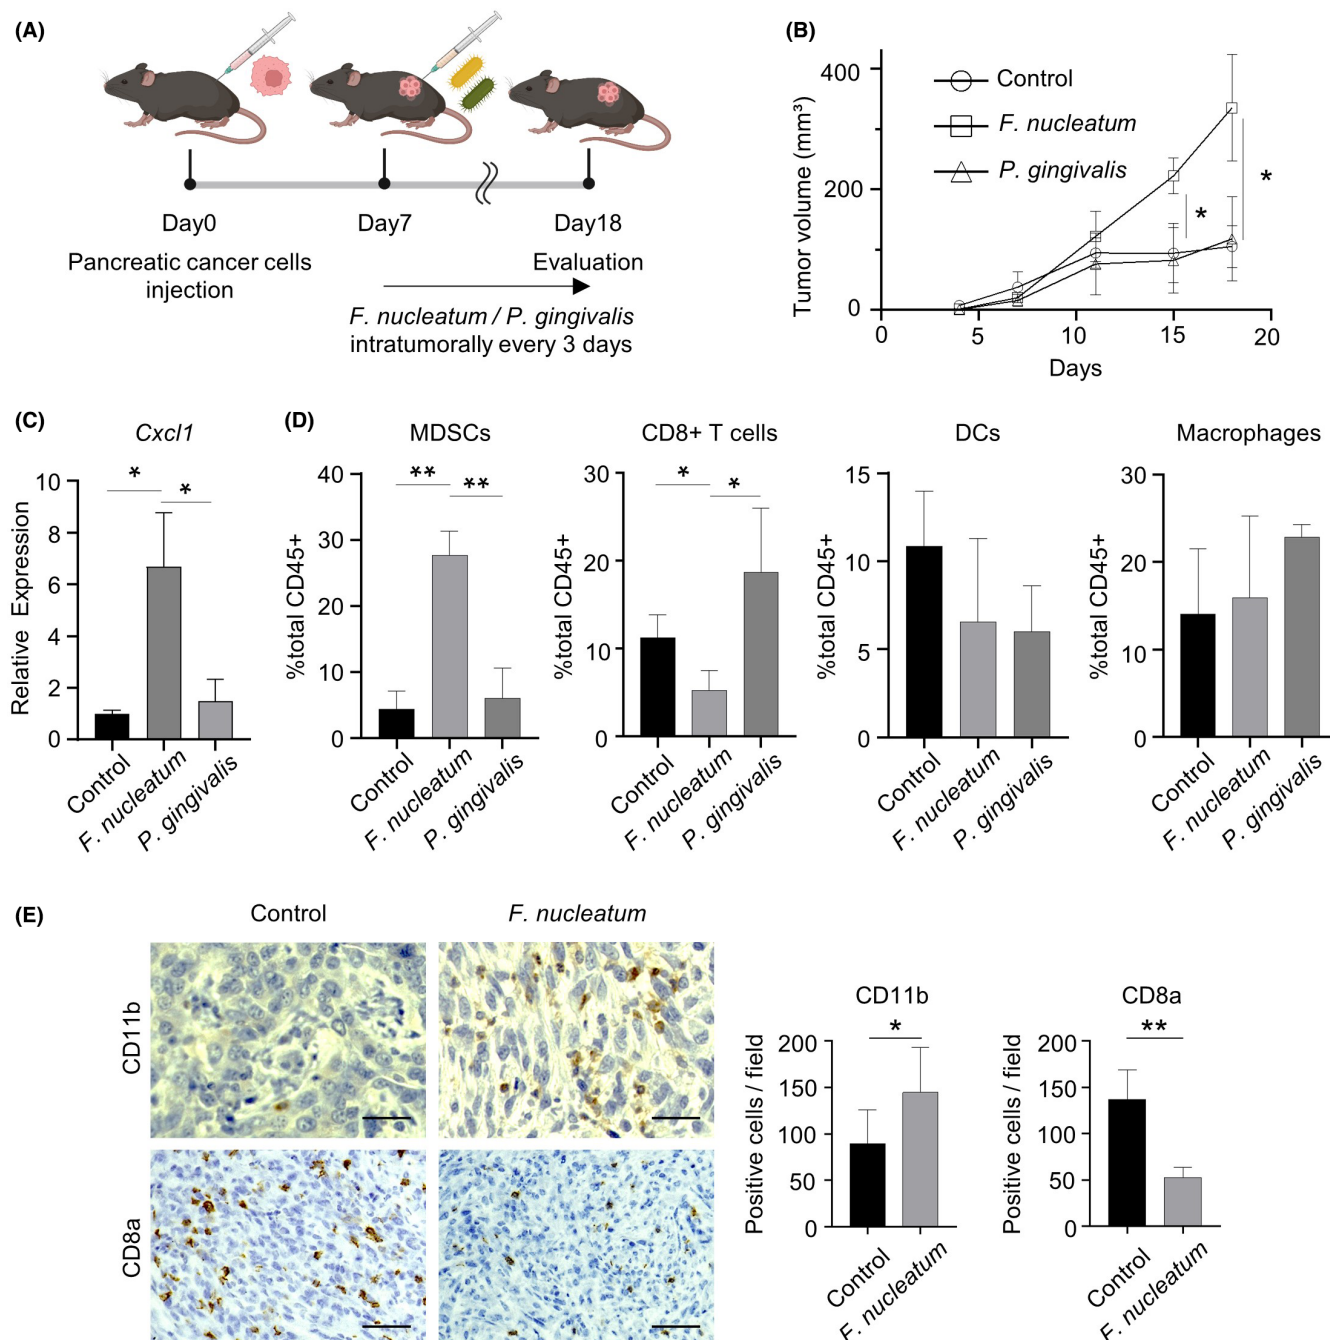 (A)
Day0
Day7
Day18
Pancreatic cancer cells
injection
Evaluation
F. nucleatum / P. gingivalis
intratumorally every 3 days
(B)
Tumor volume (mm³)
400
200
0
Control
F. nucleatum
P. gingivalis
*
*
0
5
10
15
20
Days
(C)
Cxcl1
Relative Expression
10
8
6
4
2
0
*
*
Control
F. nucleatum
P. gingivalis
(D)
MDSCs
%total CD45+
40
30
20
10
0
**
**
Control
F. nucleatum
P. gingivalis
CD8+ T cells
%total CD45+
30
20
10
0
*
*
Control
F. nucleatum
P. gingivalis
DCs
%total CD45+
15
10
5
0
Control
F. nucleatum
P. gingivalis
Macrophages
%total CD45+
30
20
10
0
Control
F. nucleatum
P. gingivalis
(E)
Control
F. nucleatum
CD11b
CD8a
CD11b
Positive cells / field
200
150
100
50
0
*
Control
F. nucleatum
CD8a
Positive cells / field
200
150
100
50
0
**
Control
F. nucleatum